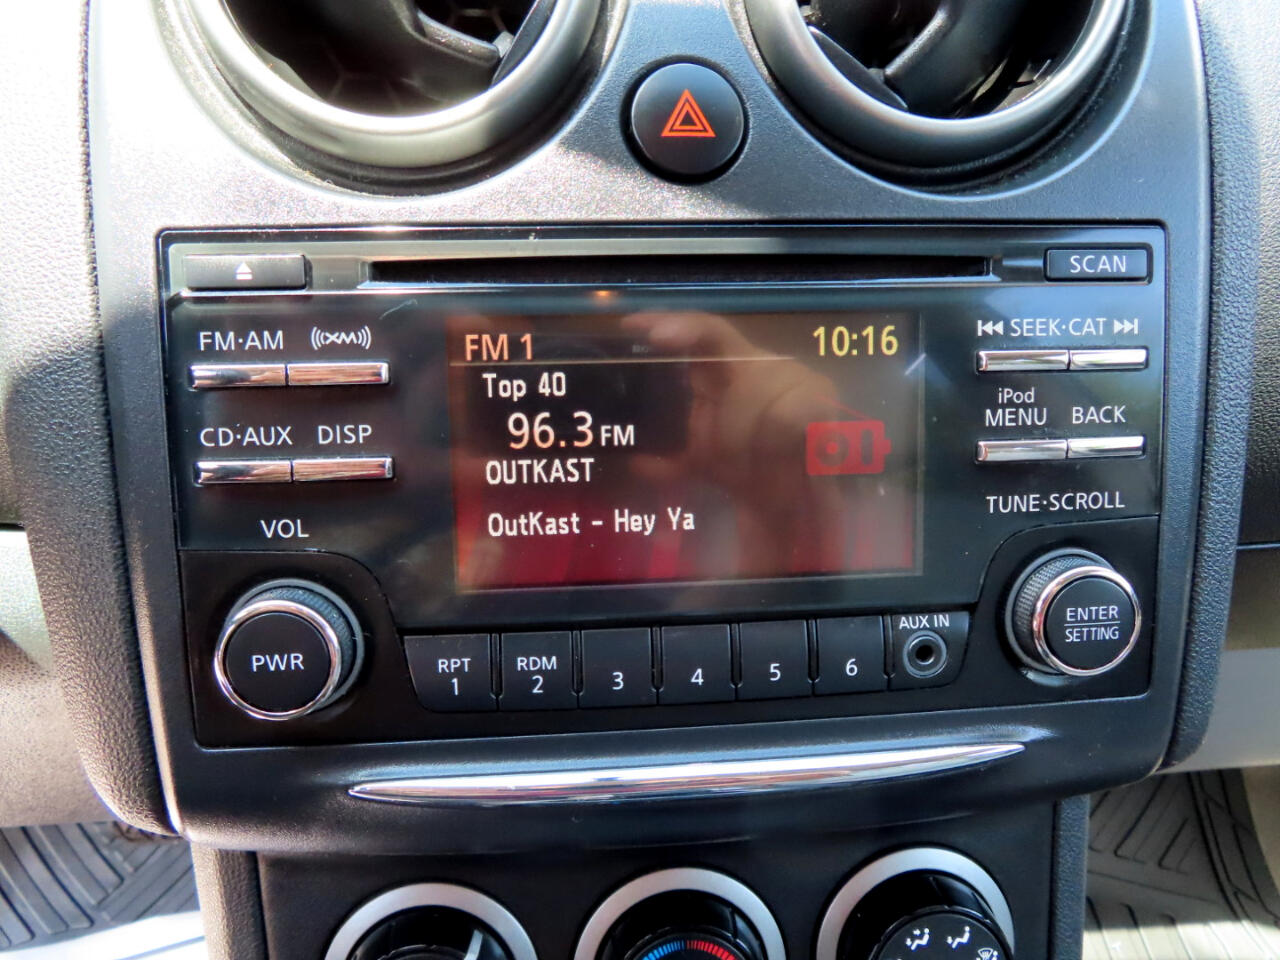 SCAN
FM·AM
((XM))
SEEK·CAT
CD·AUX
DISP
VOL
FM 1
10:16
Top 40
96.3 FM
OUTKAST
OutKast - Hey Ya
iPod
MENU
BACK
TUNE·SCROLL
PWR
RPT
1
RDM
2
3
4
5
6
AUX IN
ENTER
SETTING